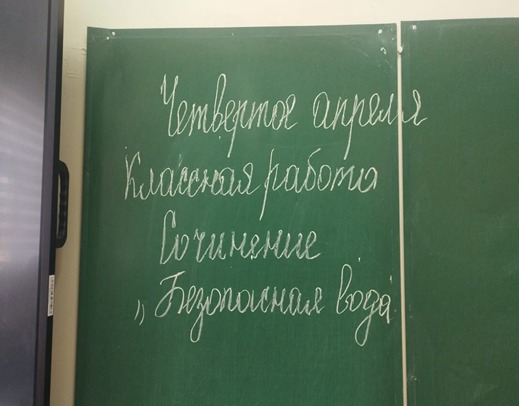 Четвертое апреля
Классная работа
Сочинение
„Безопасная вода"